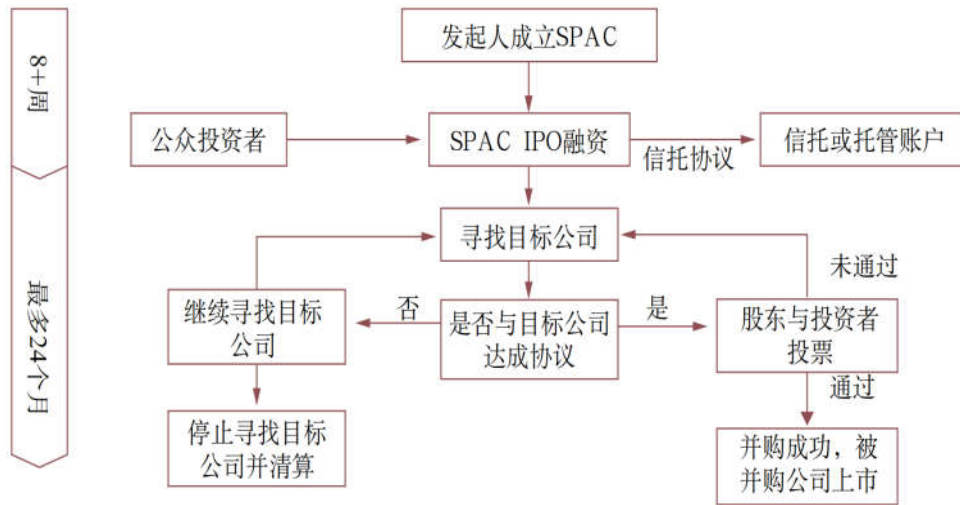 8+周
最多24个月
发起人成立SPAC
公众投资者
SPAC IPO融资
信托协议
信托或托管账户
寻找目标公司
未通过
继续寻找目标
公司
否
是否与目标公司
达成协议
是
股东与投资者
投票
通过
停止寻找目标
公司并清算
并购成功，被
并购公司上市